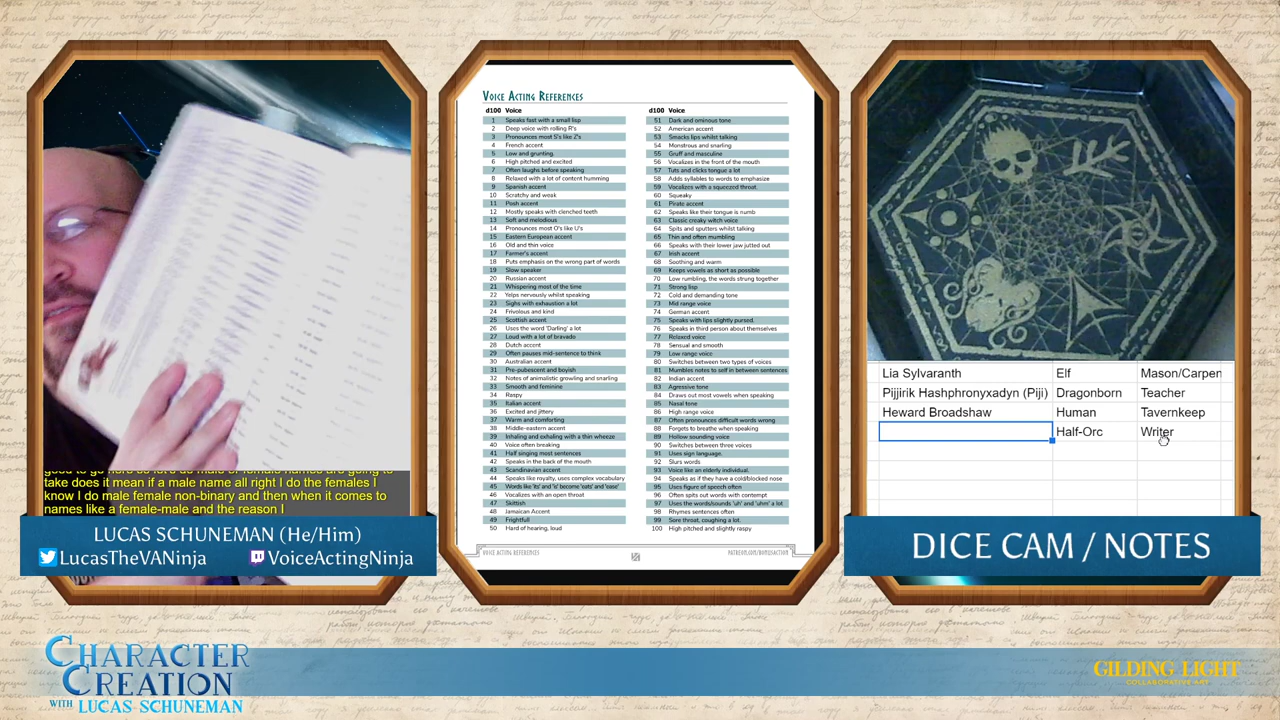 good to go here so let's do male or female names are going to
take does it mean if a male name all right I do the females I
know I do male female non-binary and then when it comes to
names like a female-male and the reason I
LUCAS SCHUNEMAN (He/Him)
LucasTheVANinja VoiceActingNinja
VOICE ACTING REFERENCES
d100 Voice
1 Speaks fast with a small lisp
2 Deep voice with rolling R's
3 Pronounces most S's like Z's
4 French accent
5 Low and grunting.
6 High pitched and excited
7 Often laughs before speaking
8 Relaxed with a lot of content humming
9 Spanish accent
10 Scratchy and weak
11 Posh accent
12 Mostly speaks with clenched teeth
13 Soft and melodious
14 Pronounces most O's like U's
15 Eastern European accent
16 Old and thin voice
17 Farmer's accent
18 Puts emphasis on the wrong part of words
19 Slow speaker
20 Russian accent
21 Whispering most of the time
22 Yelps nervously whilst speaking
23 Sighs with exhaustion a lot
24 Frivolous and kind
25 Scottish accent
26 Uses the word 'Darling' a lot
27 Loud with a lot of bravado
28 Dutch accent
29 Often pauses mid-sentence to think
30 Australian accent
31 Pre-pubescent and boyish
32 Notes of animalistic growling and snarling
33 Smooth and feminine
34 Raspy
35 Italian accent
36 Excited and jittery
37 Warm and comforting
38 Middle-eastern accent
39 Inhaling and exhaling with a thin wheeze
40 Voice often breaking
41 Half singing most sentences
42 Speaks in the back of the mouth
43 Scandinavian accent
44 Speaks like royalty, uses complex vocabulary
45 Words like 'its' and 'is' become 'eats' and 'ease'
46 Vocalizes with an open throat
47 Skittish
48 Jamaican Accent
49 Frightfull
50 Hard of hearing, loud
d100 Voice
51 Dark and ominous tone
52 American accent
53 Smacks lips whilst talking
54 Monstrous and snarling
55 Gruff and masculine
56 Vocalizes in the front of the mouth
57 Tuts and clicks tongue a lot
58 Adds syllables to words to emphasize
59 Vocalizes with a squeezed throat.
60 Squeaky
61 Pirate accent
62 Speaks like their tongue is numb
63 Classic creaky witch voice
64 Spits and sputters whilst talking
65 Thin and often mumbling
66 Speaks with their lower jaw jutted out
67 Irish accent
68 Soothing and warm
69 Keeps vowels as short as possible
70 Low rumbling, the words strung together
71 Strong lisp
72 Cold and demanding tone
73 Mid range voice
74 German accent
75 Speaks with lips slightly pursed.
76 Speaks in third person about themselves
77 Relaxed voice
78 Sensual and smooth
79 Low range voice
80 Switches between two types of voices
81 Mumbles notes to self in between sentences
82 Indian accent
83 Agressive tone
84 Draws out most vowels when speaking
85 Nasal tone
86 High range voice
87 Often pronounces difficult words wrong
88 Forgets to breathe when speaking
89 Hollow sounding voice
90 Switches between three voices
91 Uses sign language.
92 Slurs words
93 Voice like an elderly individual.
94 Speaks as if they have a cold/blocked nose
95 Uses figure of speech often
96 Often spits out words with contempt
97 Uses the words/sounds 'uh' and 'uhm' a lot
98 Rhymes sentences often
99 Sore throat, coughing a lot.
100 High pitched and slightly raspy
VOICE ACTING REFERENCES
PATREON.COM/BONUSACTION
Lia Sylvaranth Elf Mason/Carpen
Pijjirik Hashphronyxadyn (Piji) Dragonborn Teacher
Heward Broadshaw Human Tavernkeep
Half-Orc Writer
DICE CAM / NOTES
CHARACTER
CREATION
WITH LUCAS SCHUNEMAN
GILDING LIGHT
COLLABORATIVE ART